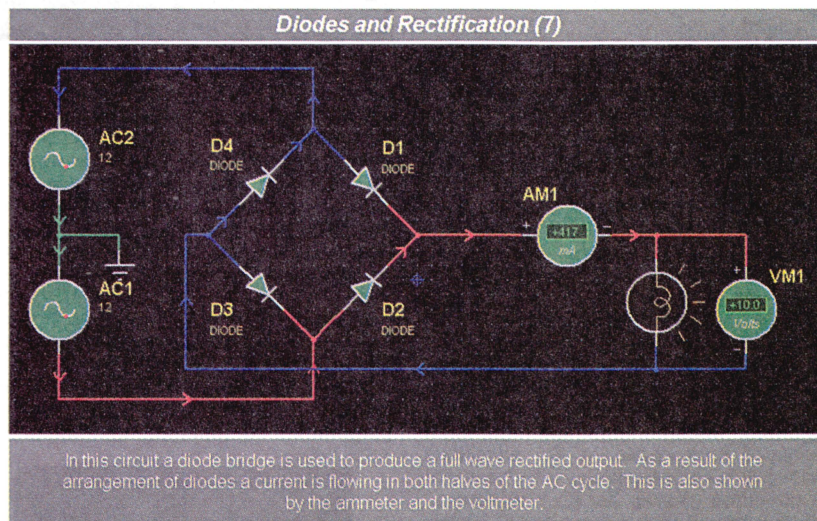 Diodes and Rectification (7)
AC2
12
AC1
12
D4
DIODE
D1
DIODE
D3
DIODE
D2
DIODE
AM1
+ −
+417
mA
VM1
+
+10.0
Volts
−
In this circuit a diode bridge is used to produce a full wave rectified output. As a result of the
arrangement of diodes a current is flowing in both halves of the AC cycle. This is also shown
by the ammeter and the voltmeter.